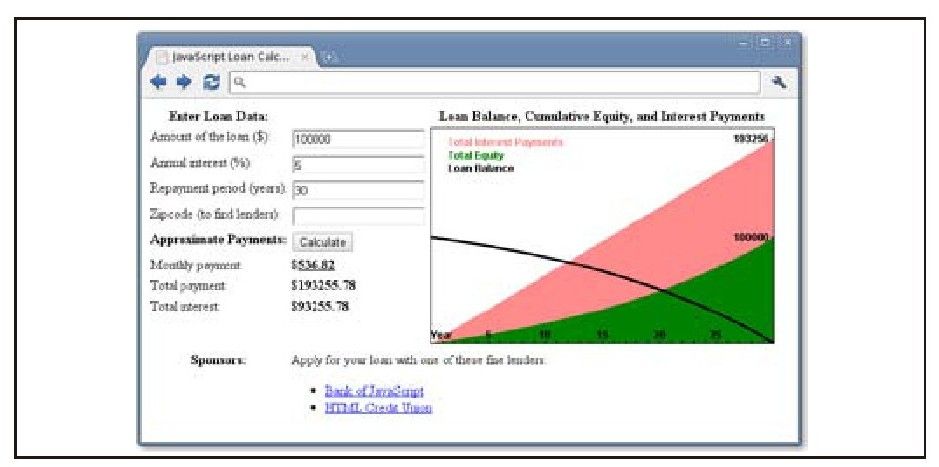 JavaScript Loan Calc...
Enter Loan Data:
Amount of the loan ($):
100000
Annual interest (%):
5
Repayment period (years):
30
Zipcode (to find lenders):
Approximate Payments:
Calculate
Monthly payment:
$536.82
Total payment:
$193255.78
Total interest:
$93255.78
Loan Balance, Cumulative Equity, and Interest Payments
Total Interest Payments
Total Equity
Loan Balance
193256
100000
Year 5 10 15 20 25
Sponsors:
Apply for your loan with one of these fine lenders:
Bank of JavaScript
HTML Credit Union